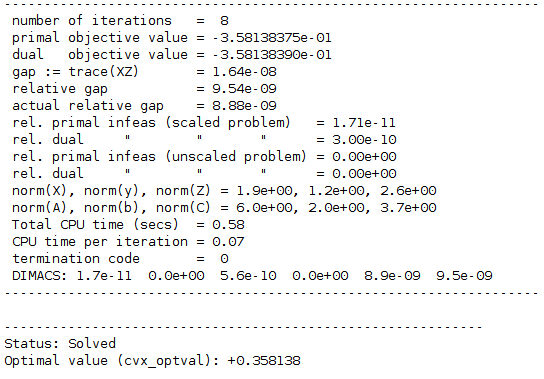 -------------------------------------------------------------------
number of iterations   =  8
primal objective value = -3.58138375e-01
dual   objective value = -3.58138390e-01
gap := trace(XZ)       = 1.64e-08
relative gap           = 9.54e-09
actual relative gap    = 8.88e-09
rel. primal infeas (scaled problem)   = 1.71e-11
rel. dual     "        "       "      = 3.00e-10
rel. primal infeas (unscaled problem) = 0.00e+00
rel. dual     "        "       "      = 0.00e+00
norm(X), norm(y), norm(Z) = 1.9e+00, 1.2e+00, 2.6e+00
norm(A), norm(b), norm(C) = 6.0e+00, 2.0e+00, 3.7e+00
Total CPU time (secs)  = 0.58
CPU time per iteration = 0.07
termination code       =  0
DIMACS: 1.7e-11  0.0e+00  5.6e-10  0.0e+00  8.9e-09  9.5e-09
-------------------------------------------------------------------
------------------------------------------------------------
Status: Solved
Optimal value (cvx_optval): +0.358138